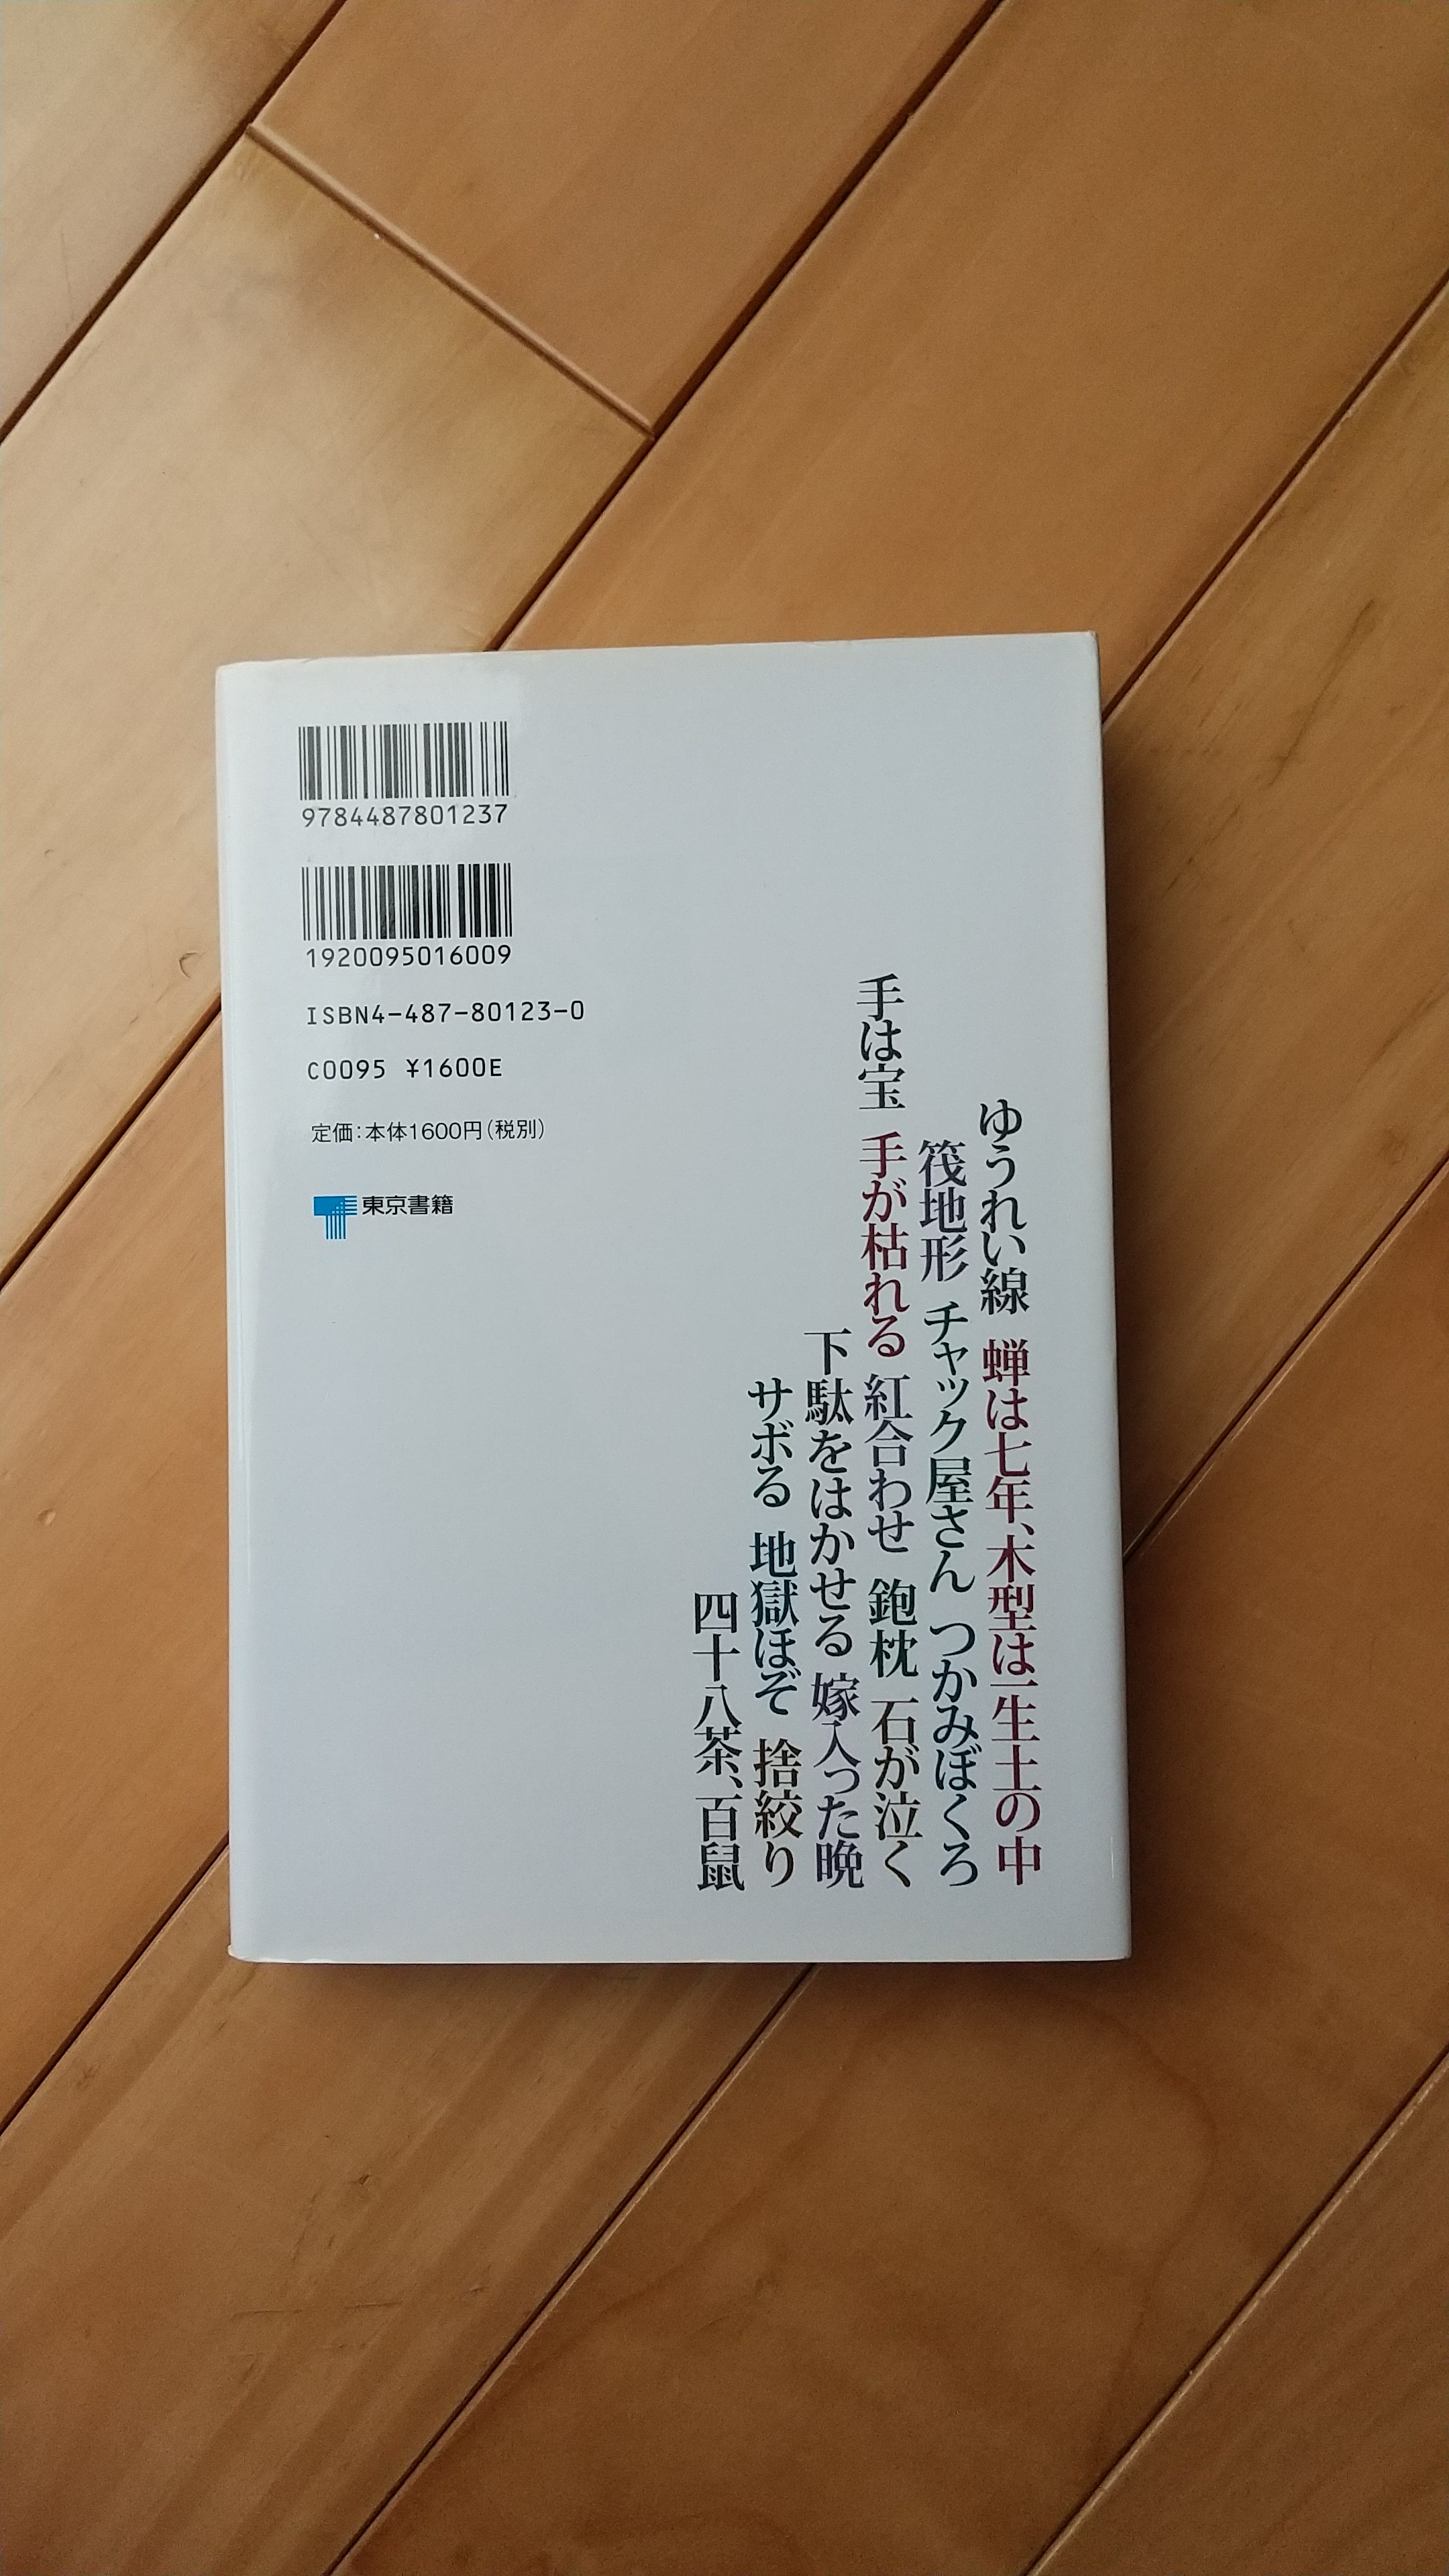 9784487801237
1920095016009
ISBN4-487-80123-0
C0095 ¥1600E
定価:本体1600円(税別)
東京書籍
ゆうれい線 蝉は七年、木型は一生土の中
筏地形 チャック屋さん つかみぼくろ
手は宝 手が枯れる 紅合わせ 鉋枕 石が泣く
下駄をはかせる 嫁入った晩
サボる 地獄ほぞ 捨絞り
四十八茶、百鼠